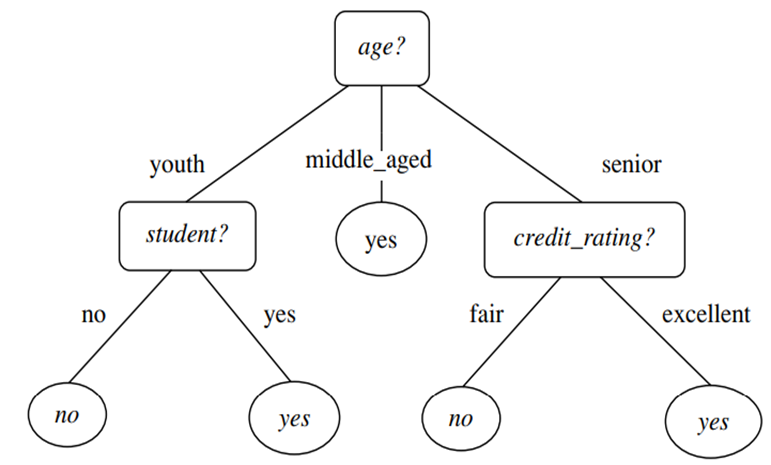 age?
youth
middle_aged
senior
student?
yes
credit_rating?
no
yes
fair
excellent
no
yes
no
yes